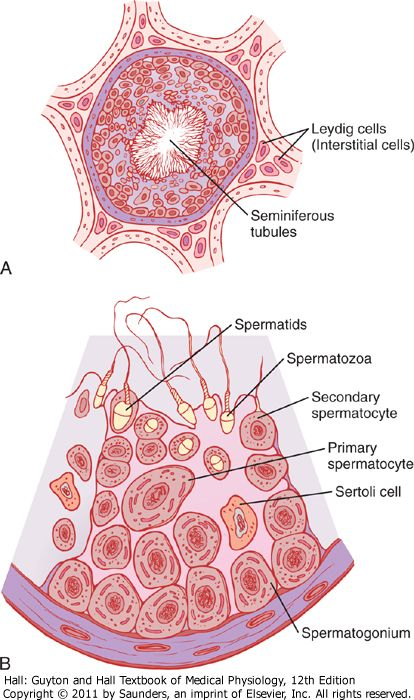 Leydig cells
(Interstitial cells)
Seminiferous
tubules
A
Spermatids
Spermatozoa
Secondary
spermatocyte
Primary
spermatocyte
Sertoli cell
Spermatogonium
B
Hall: Guyton and Hall Textbook of Medical Physiology, 12th Edition
Copyright © 2011 by Saunders, an imprint of Elsevier, Inc. All rights reserved.